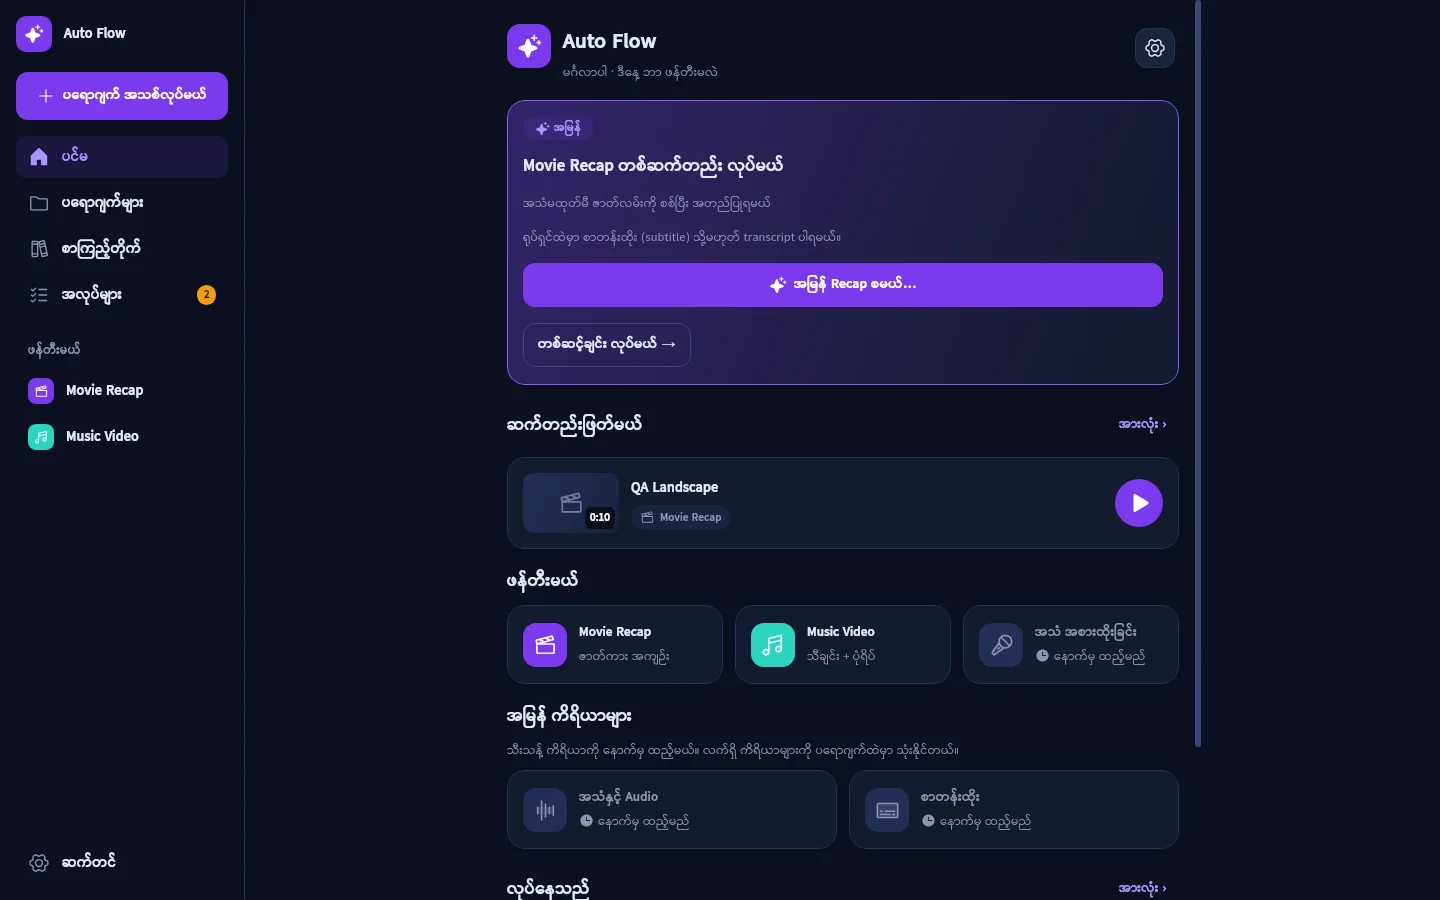 Auto Flow
ပရောဂျက် အသစ်လုပ်မယ်
ပင်မ
ပရောဂျက်များ
စာကြည့်တိုက်
အလုပ်များ
2
ဖန်တီးမယ်
Movie Recap
Music Video
ဆက်တင်
Auto Flow
မင်္ဂလာပါ · ဒီနေ့ ဘာ ဖန်တီးမလဲ
အမြန်
Movie Recap တစ်ဆက်တည်း လုပ်မယ်
အသံမထုတ်မီ ဇာတ်လမ်းကို စစ်ပြီး အတည်ပြုရမယ်
ရုပ်ရှင်ထဲမှာ စာတန်းထိုး (subtitle) သို့မဟုတ် transcript ပါရမယ်။
အမြန် Recap စမယ်...
တစ်ဆင့်ချင်း လုပ်မယ် →
ဆက်တည်းဖြတ်မယ်
အားလုံး ›
0:10
QA Landscape
Movie Recap
ဖန်တီးမယ်
Movie Recap
ဇာတ်ကား အကျဉ်း
Music Video
သီချင်း + ပုံရိပ်
အသံ အစားထိုးခြင်း
နောက်မှ ထည့်မည်
အမြန် ကိရိယာများ
သီးသန့် ကိရိယာကို နောက်မှ ထည့်မယ်။ လက်ရှိ ကိရိယာများကို ပရောဂျက်ထဲမှာ သုံးနိုင်တယ်။
အသံနှင့် Audio
နောက်မှ ထည့်မည်
စာတန်းထိုး
နောက်မှ ထည့်မည်
လုပ်နေသည်
အားလုံး ›